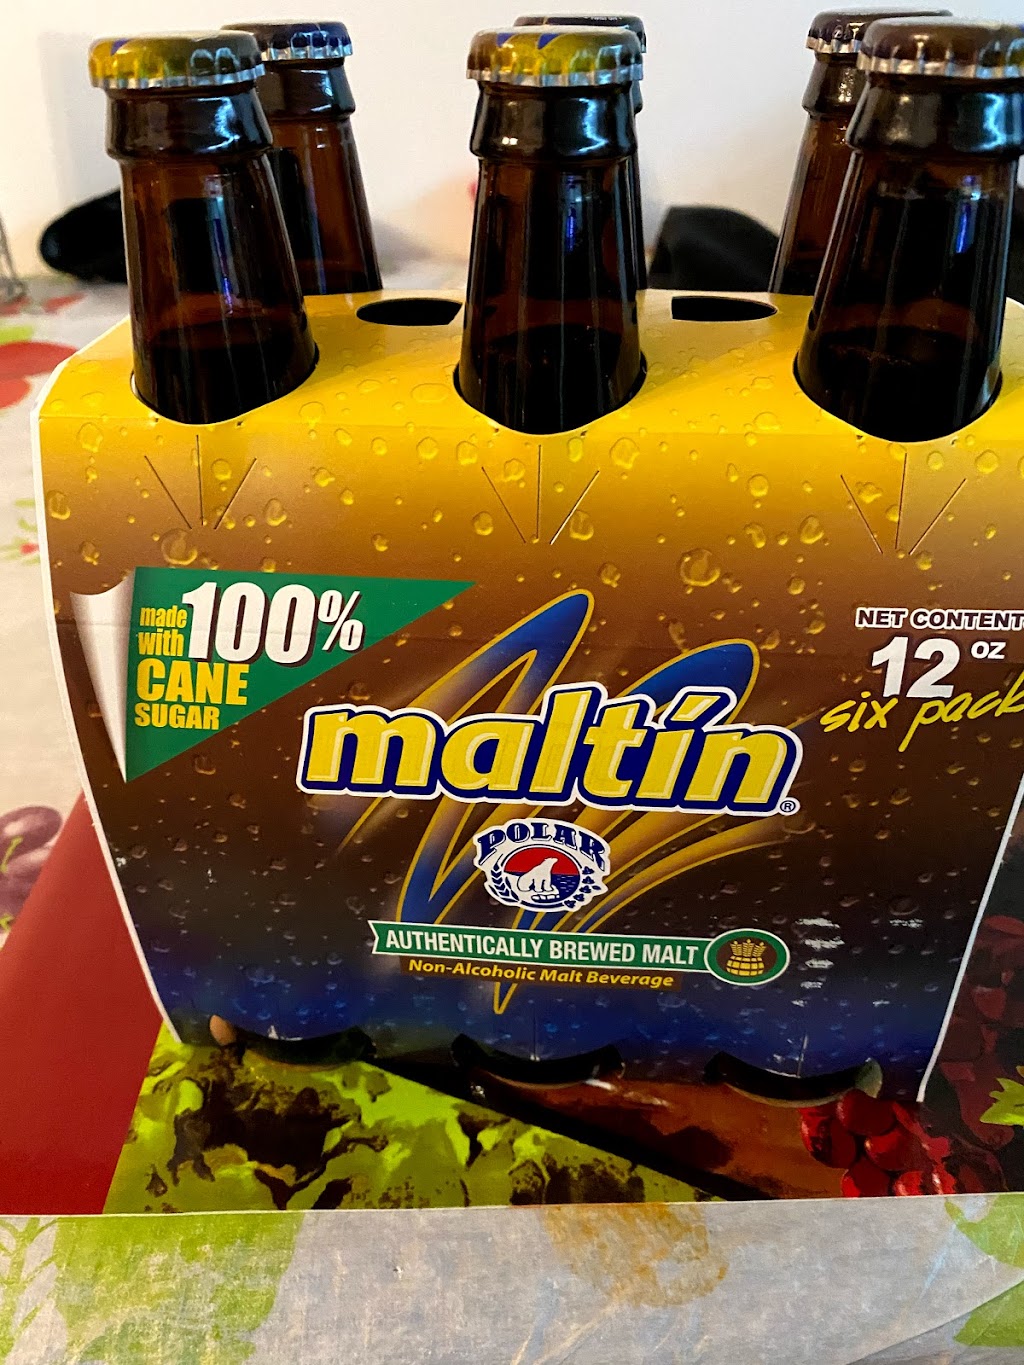 made
with
100%
CANE
SUGAR
NET CONTENT
12 OZ
six pack
maltín®
POLAR
AUTHENTICALLY BREWED MALT
Non-Alcoholic Malt Beverage